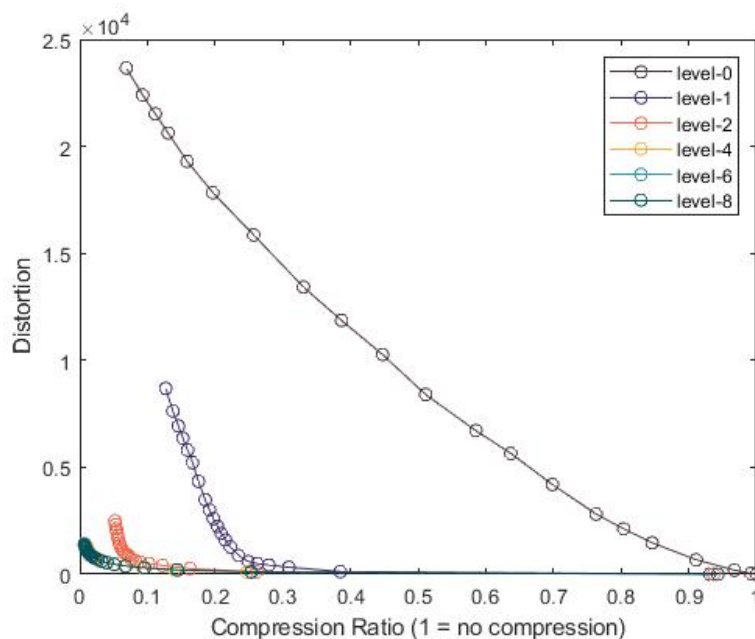 2.5 ×10⁴
2
1.5
1
0.5
0
Distortion
0 0.1 0.2 0.3 0.4 0.5 0.6 0.7 0.8 0.9 1
Compression Ratio (1 = no compression)
level-0
level-1
level-2
level-4
level-6
level-8